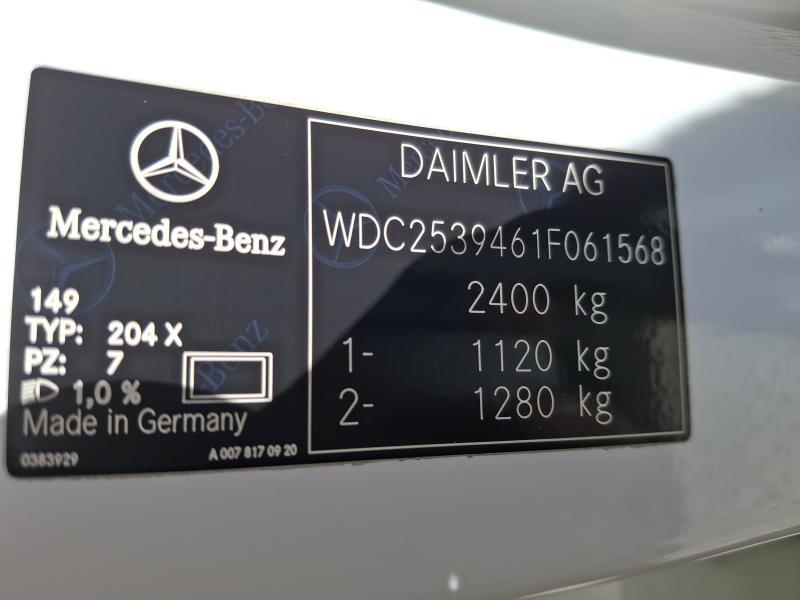 Mercedes-Benz
149
TYP: 204 X
PZ: 7
1,0 %
Made in Germany
0383929
A 007 817 09 20
DAIMLER AG
WDC2539461F061568
2400 kg
1- 1120 kg
2- 1280 kg